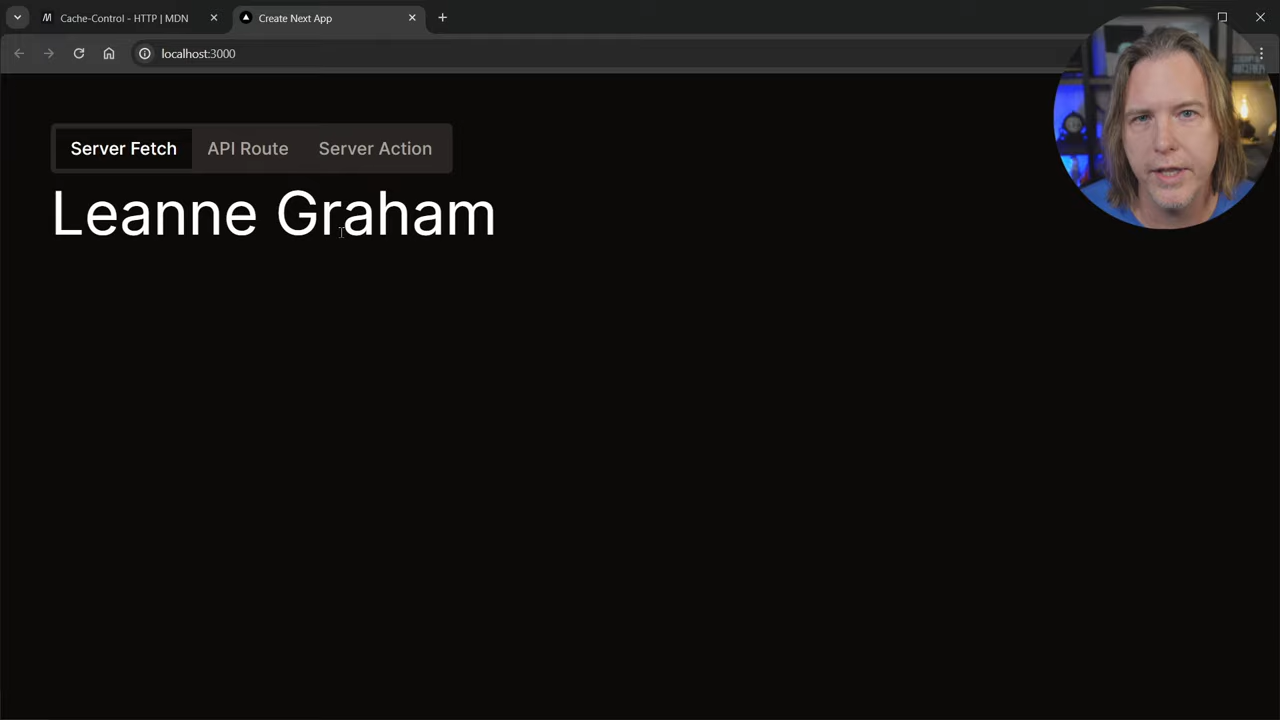 Cache-Control - HTTP | MDN
Create Next App
localhost:3000
Server Fetch
API Route
Server Action
Leanne Graham